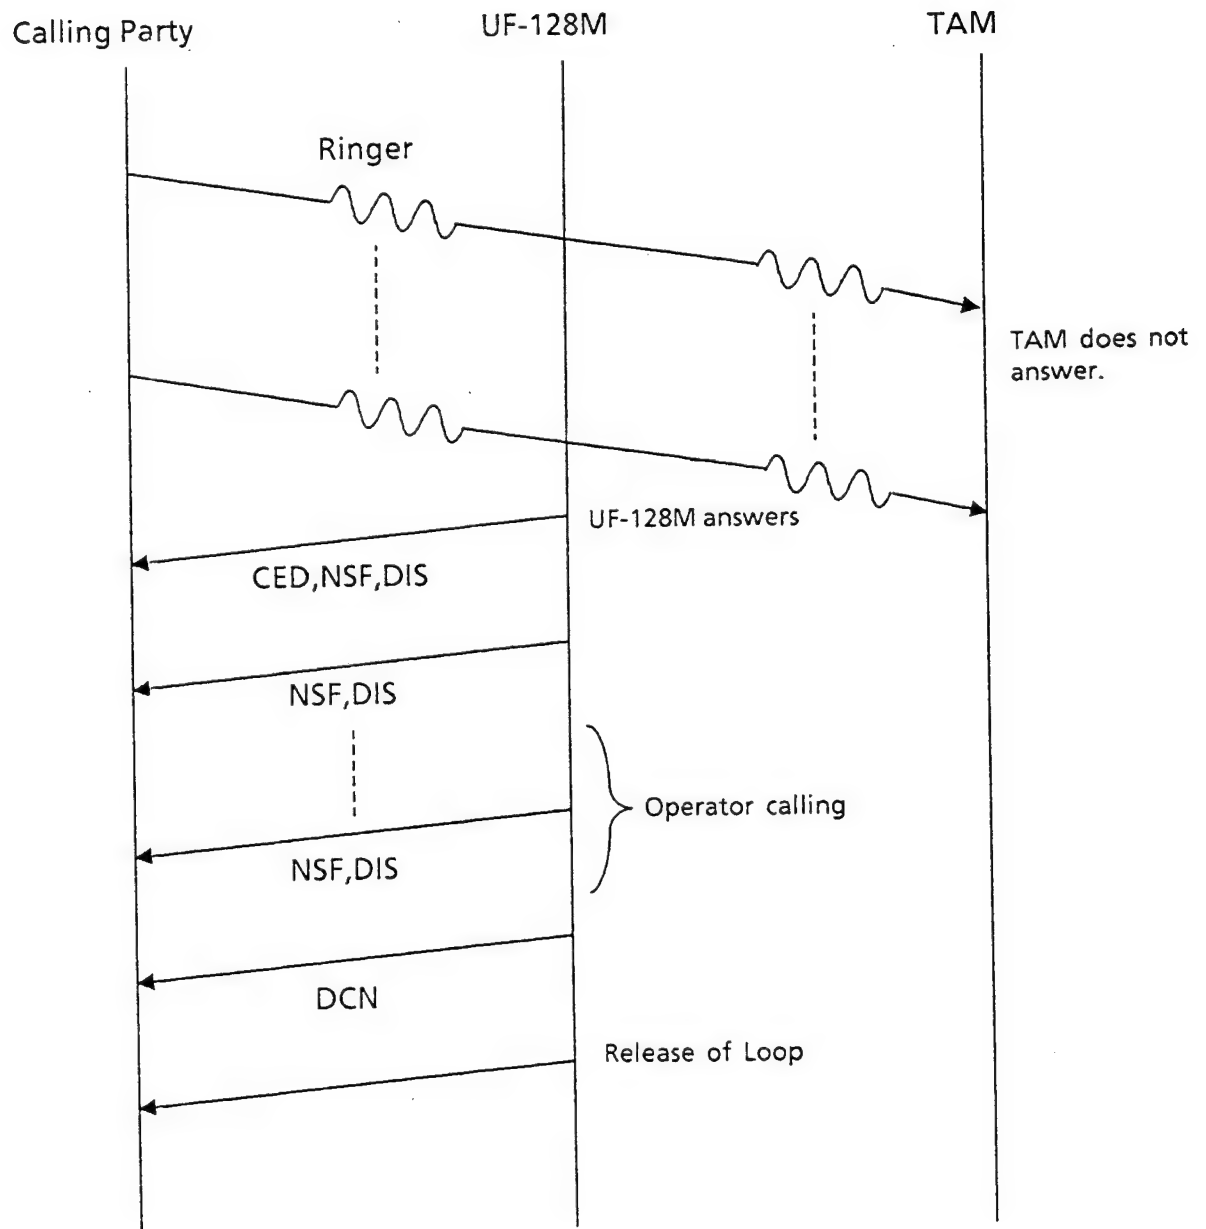 Calling Party
UF-128M
TAM
Ringer
TAM does not
answer.
UF-128M answers
CED,NSF,DIS
NSF,DIS
Operator calling
NSF,DIS
DCN
Release of Loop